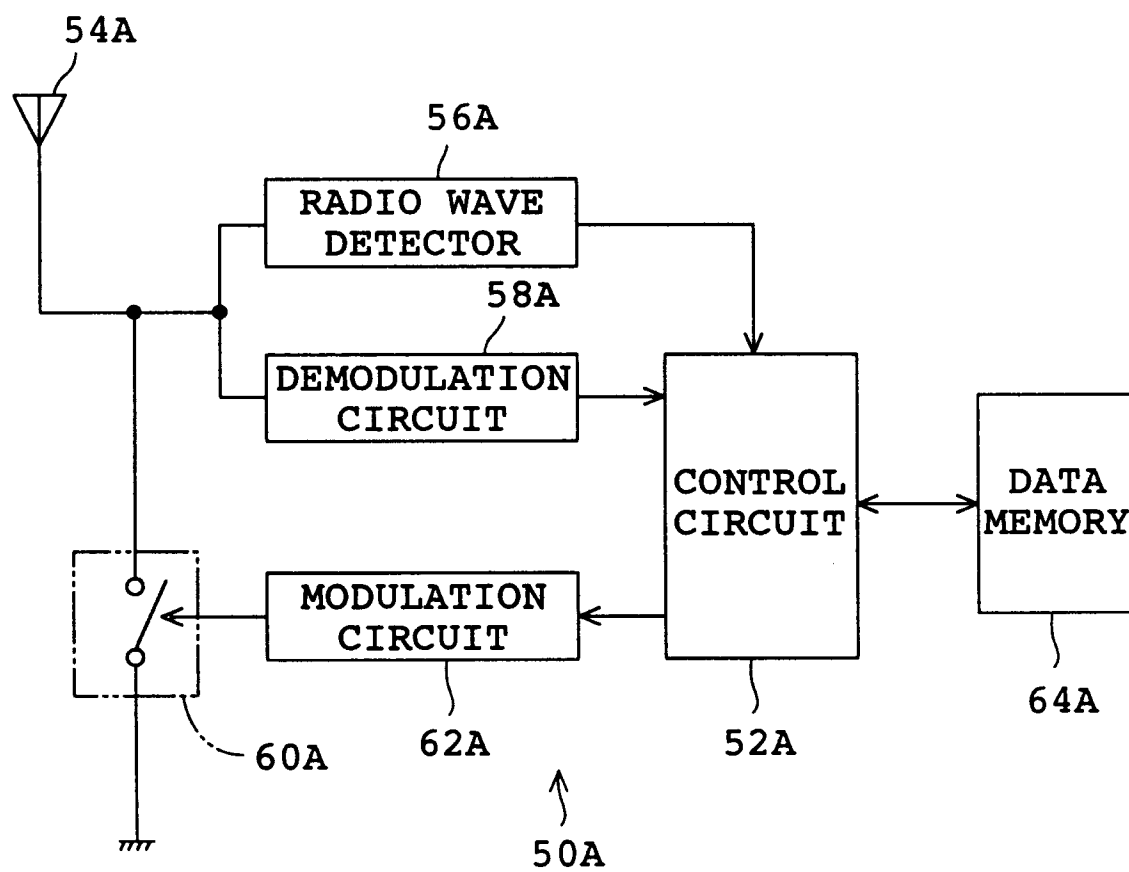 54A
56A
RADIO WAVE
DETECTOR
58A
DEMODULATION
CIRCUIT
CONTROL
CIRCUIT
DATA
MEMORY
MODULATION
CIRCUIT
64A
60A
62A
52A
50A